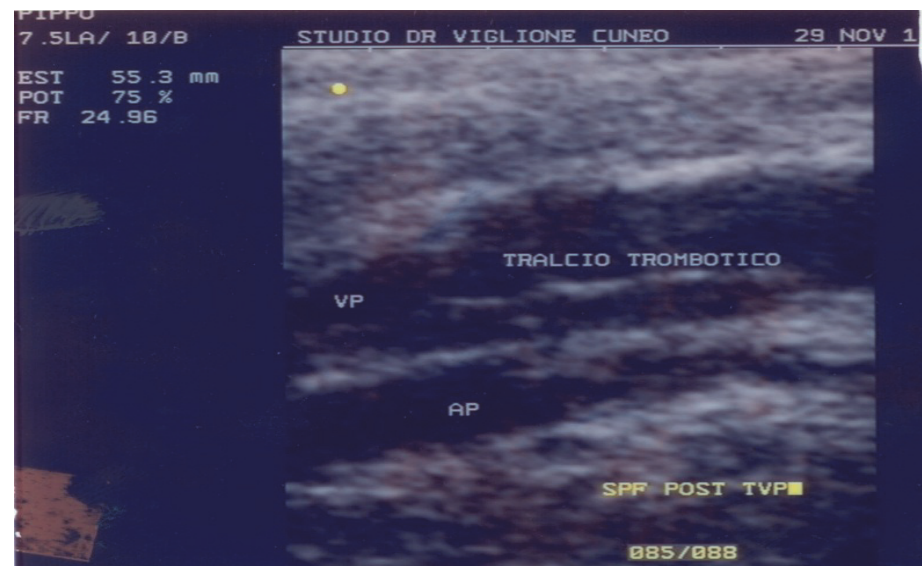 PIPPO
7.5LA/ 10/B
STUDIO DR VIGLIONE CUNEO
29 NOV 1
EST 55.3 mm
POT 75 %
FR 24.96
TRALCIO TROMBOTICO
VP
AP
SPF POST TVP
085/088